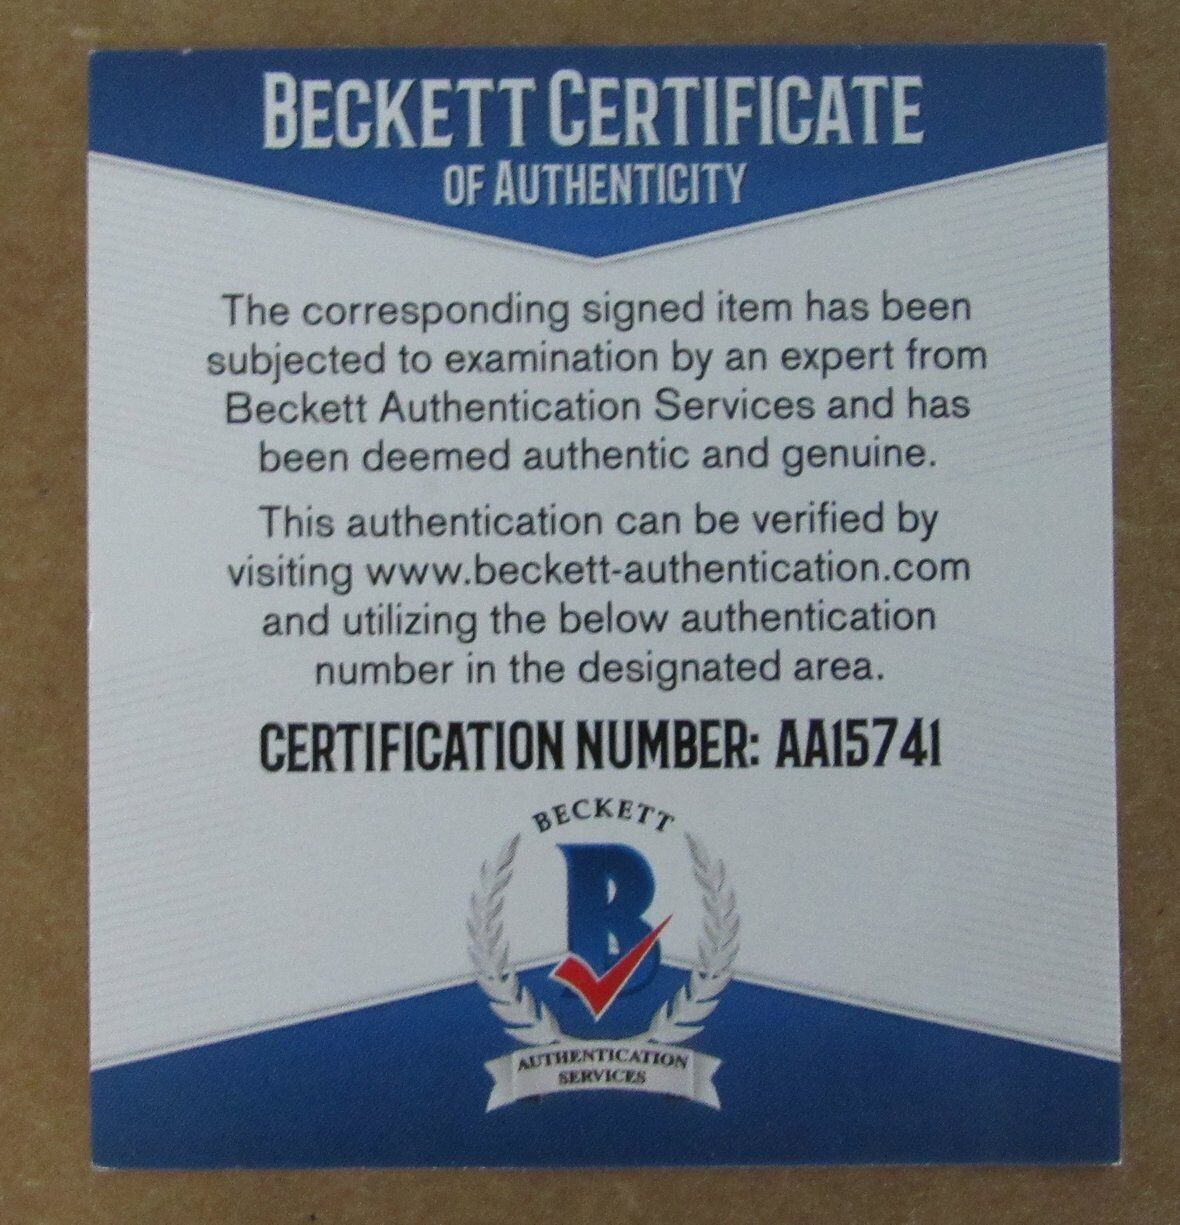 BECKETT CERTIFICATE
OF AUTHENTICITY
The corresponding signed item has been
subjected to examination by an expert from
Beckett Authentication Services and has
been deemed authentic and genuine.
This authentication can be verified by
visiting www.beckett-authentication.com
and utilizing the below authentication
number in the designated area.
CERTIFICATION NUMBER: AA15741
BECKETT
B
AUTHENTICATION
SERVICES